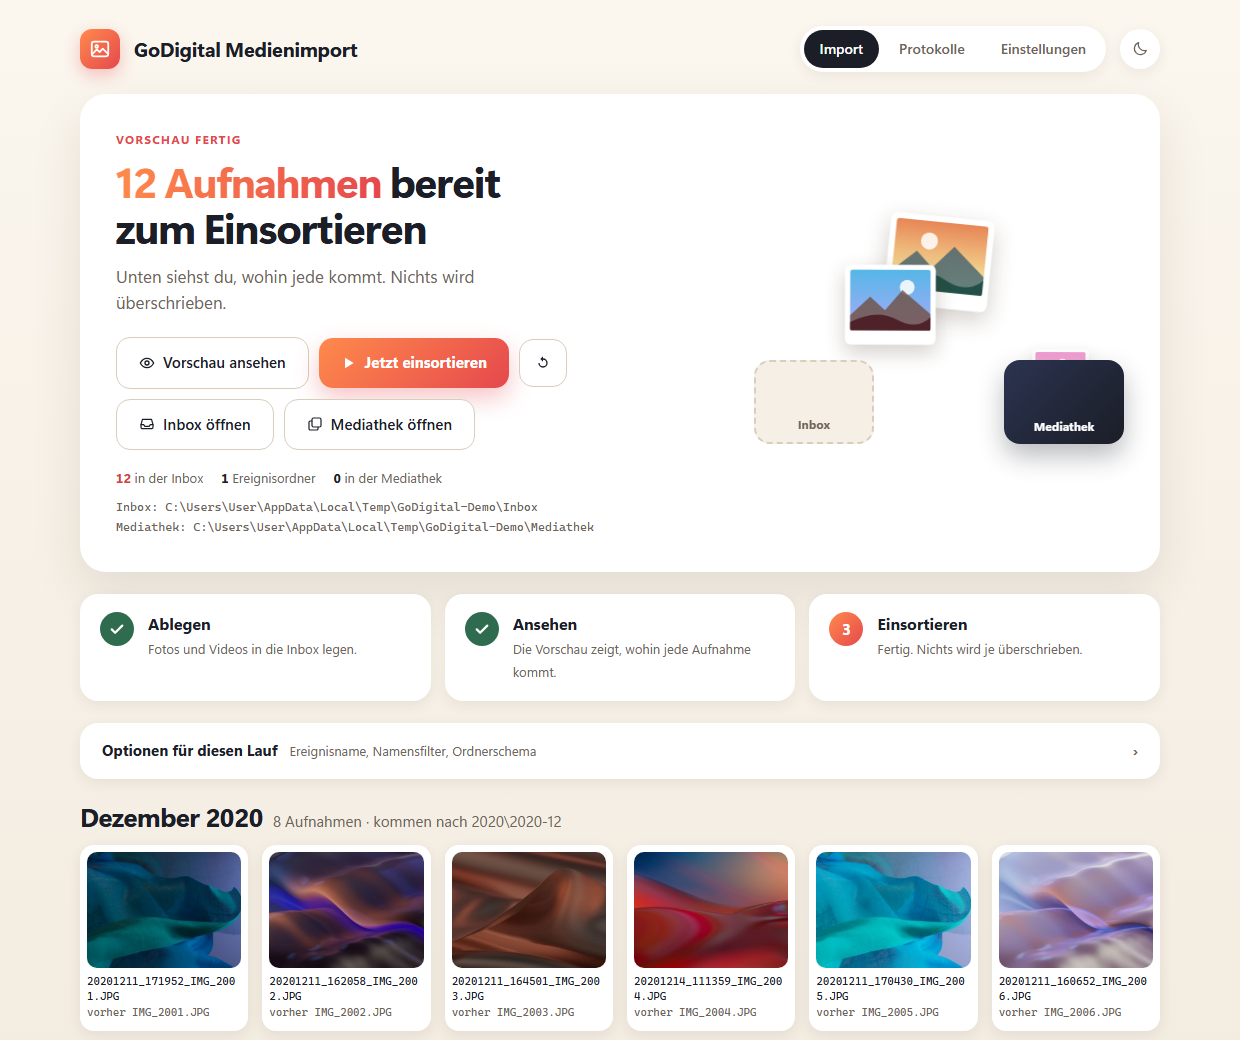 GoDigital Medienimport
Import
Protokolle
Einstellungen
VORSCHAU FERTIG
12 Aufnahmen bereit
zum Einsortieren
Unten siehst du, wohin jede kommt. Nichts wird
überschrieben.
Vorschau ansehen
Jetzt einsortieren
Inbox öffnen
Mediathek öffnen
12 in der Inbox 1 Ereignisordner 0 in der Mediathek
Inbox: C:\Users\User\AppData\Local\Temp\GoDigital-Demo\Inbox
Mediathek: C:\Users\User\AppData\Local\Temp\GoDigital-Demo\Mediathek
Inbox
Mediathek
Ablegen
Fotos und Videos in die Inbox legen.
Ansehen
Die Vorschau zeigt, wohin jede Aufnahme
kommt.
3
Einsortieren
Fertig. Nichts wird je überschrieben.
Optionen für diesen Lauf Ereignisname, Namensfilter, Ordnerschema
Dezember 2020 8 Aufnahmen · kommen nach 2020\2020-12
20201211_171952_IMG_200
1.JPG
vorher IMG_2001.JPG
20201211_162058_IMG_200
2.JPG
vorher IMG_2002.JPG
20201211_164501_IMG_200
3.JPG
vorher IMG_2003.JPG
20201214_111359_IMG_200
4.JPG
vorher IMG_2004.JPG
20201211_170430_IMG_200
5.JPG
vorher IMG_2005.JPG
20201211_160652_IMG_200
6.JPG
vorher IMG_2006.JPG